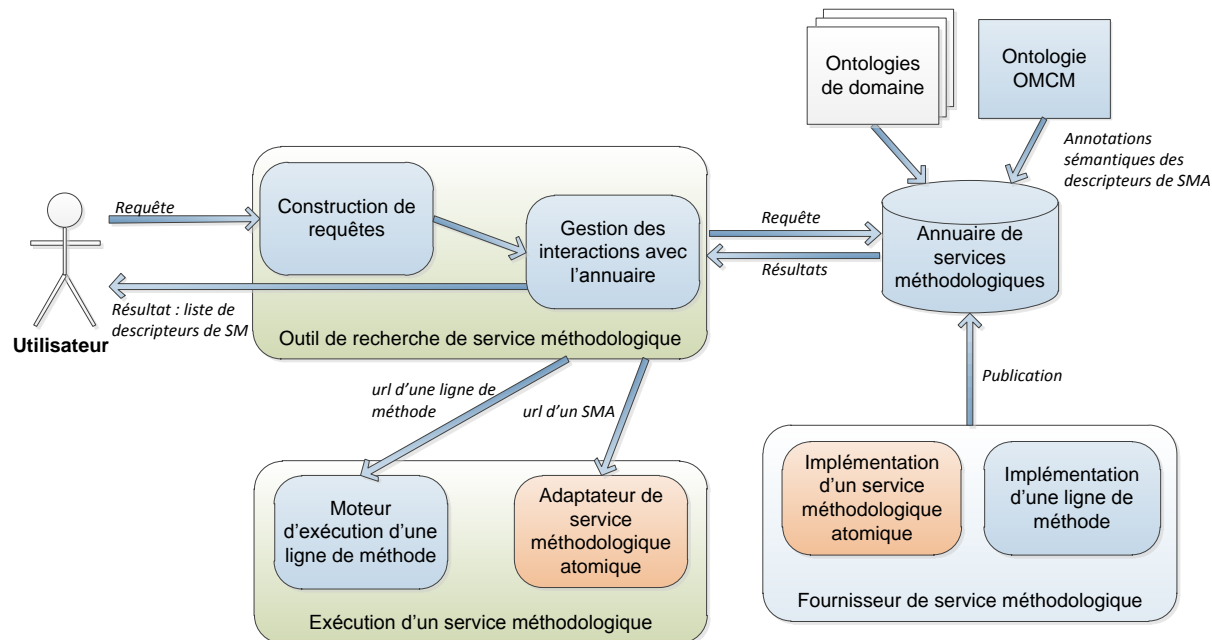 Ontologies
de domaine
Ontologie
OMCM
Annotations
sémantiques des
descripteurs de SMA
Requête
Construction de
requêtes
Gestion des
interactions avec
l’annuaire
Requête
Résultats
Annuaire de
services
méthodologiques
Résultat : liste de
descripteurs de SM
Utilisateur
Outil de recherche de service méthodologique
url d’une ligne de
méthode
url d’un SMA
Publication
Moteur
d’exécution d’une
ligne de méthode
Adaptateur de
service
méthodologique
atomique
Exécution d’un service méthodologique
Implémentation
d’un service
méthodologique
atomique
Implémentation
d’une ligne de
méthode
Fournisseur de service méthodologique